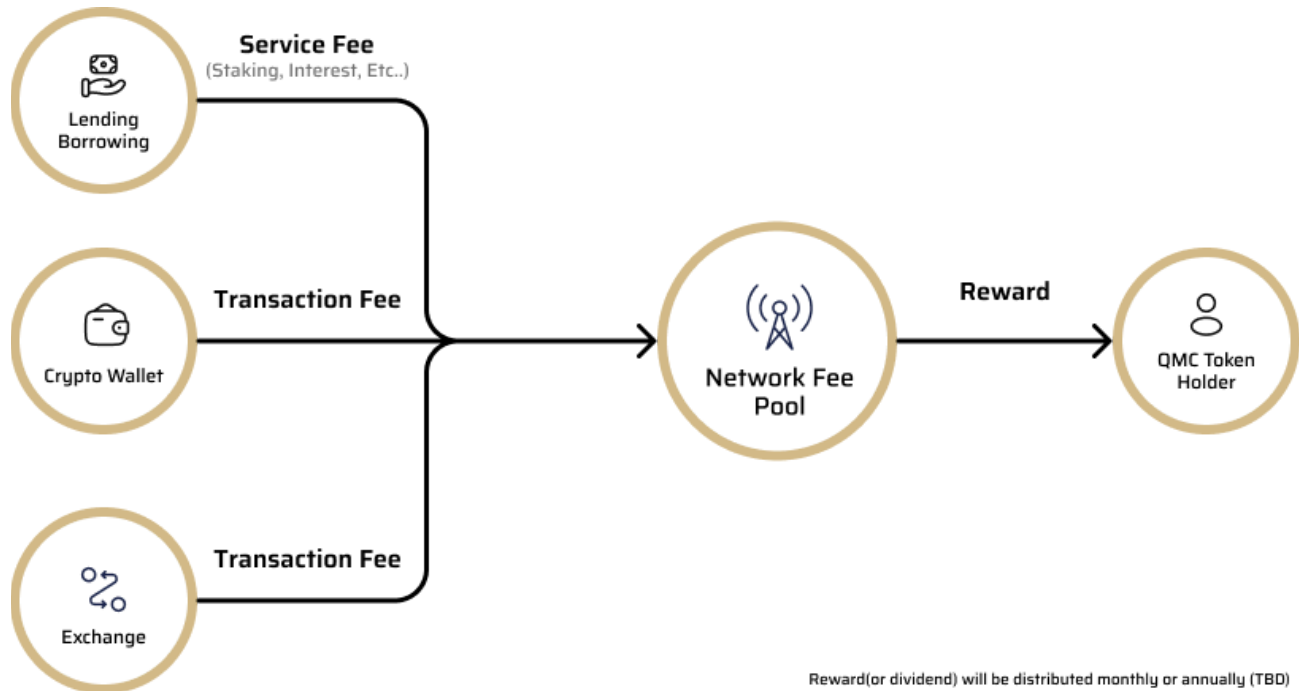 Service Fee
(Staking, Interest, Etc..)
Lending
Borrowing
Transaction Fee
Crypto Wallet
Network Fee
Pool
Reward
QMC Token
Holder
Transaction Fee
Exchange
Reward(or dividend) will be distributed monthly or annually (TBD)